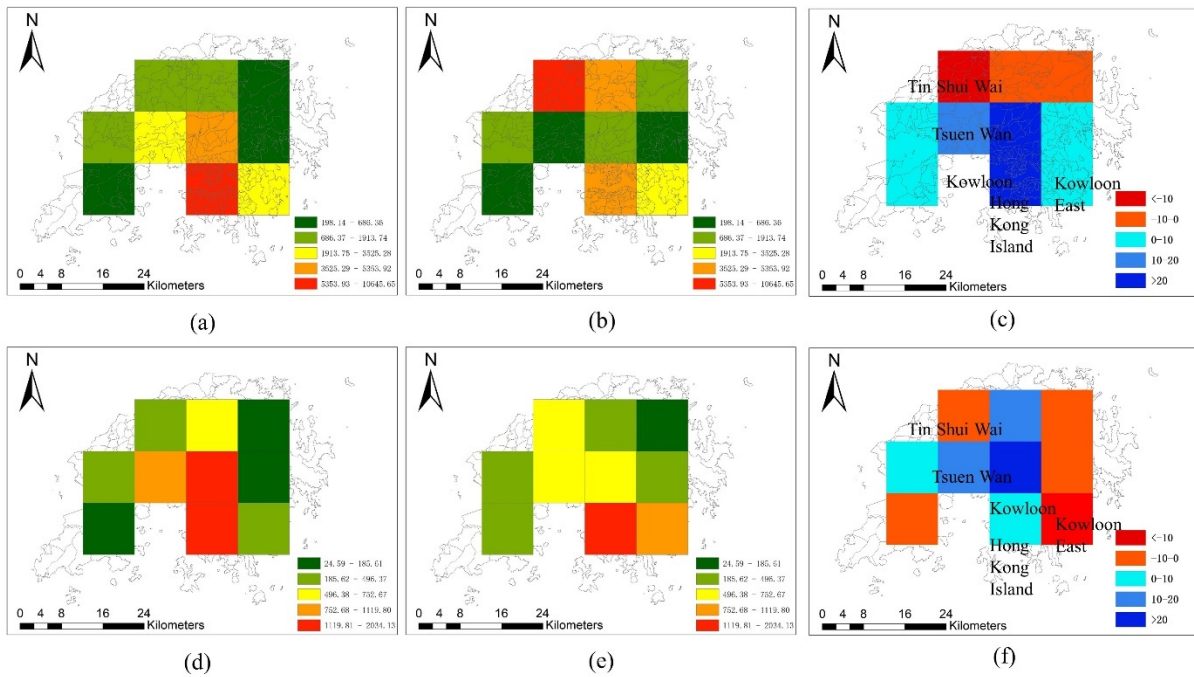 N
198.14 - 686.36
686.37 - 1913.74
1913.75 - 3525.28
3525.29 - 5353.92
5353.93 - 10645.65
0 4 8 16 24
Kilometers
(a)
N
198.14 - 686.36
686.37 - 1913.74
1913.75 - 3525.28
3525.29 - 5353.92
5353.93 - 10645.65
0 4 8 16 24
Kilometers
(b)
N
Tin Shui Wai
Tsuen Wan
Kowloon
Hong
Kong
Island
Kowloon
East
<-10
-10-0
0-10
10-20
>20
0 4 8 16 24
Kilometers
(c)
N
24.59 - 185.61
185.62 - 496.37
496.38 - 752.67
752.68 - 1119.80
1119.81 - 2034.13
0 4 8 16 24
Kilometers
(d)
N
24.59 - 185.61
185.62 - 496.37
496.38 - 752.67
752.68 - 1119.80
1119.81 - 2034.13
0 4 8 16 24
Kilometers
(e)
N
Tin Shui Wai
Tsuen Wan
Kowloon
Hong
Kong
Island
Kowloon
East
<-10
-10-0
0-10
10-20
>20
0 4 8 16 24
Kilometers
(f)